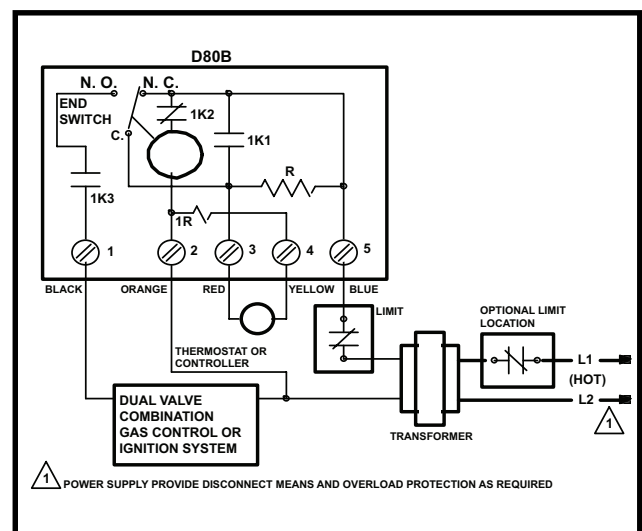 D80B
N. O. N. C.
END
SWITCH
C.
1K2
1K1
R
1K3
1R
1 2 3 4 5
BLACK ORANGE RED YELLOW BLUE
LIMIT
OPTIONAL LIMIT
LOCATION
THERMOSTAT OR
CONTROLLER
L1
(HOT)
L2
1
DUAL VALVE
COMBINATION
GAS CONTROL OR
IGNITION SYSTEM
TRANSFORMER
1 POWER SUPPLY PROVIDE DISCONNECT MEANS AND OVERLOAD PROTECTION AS REQUIRED